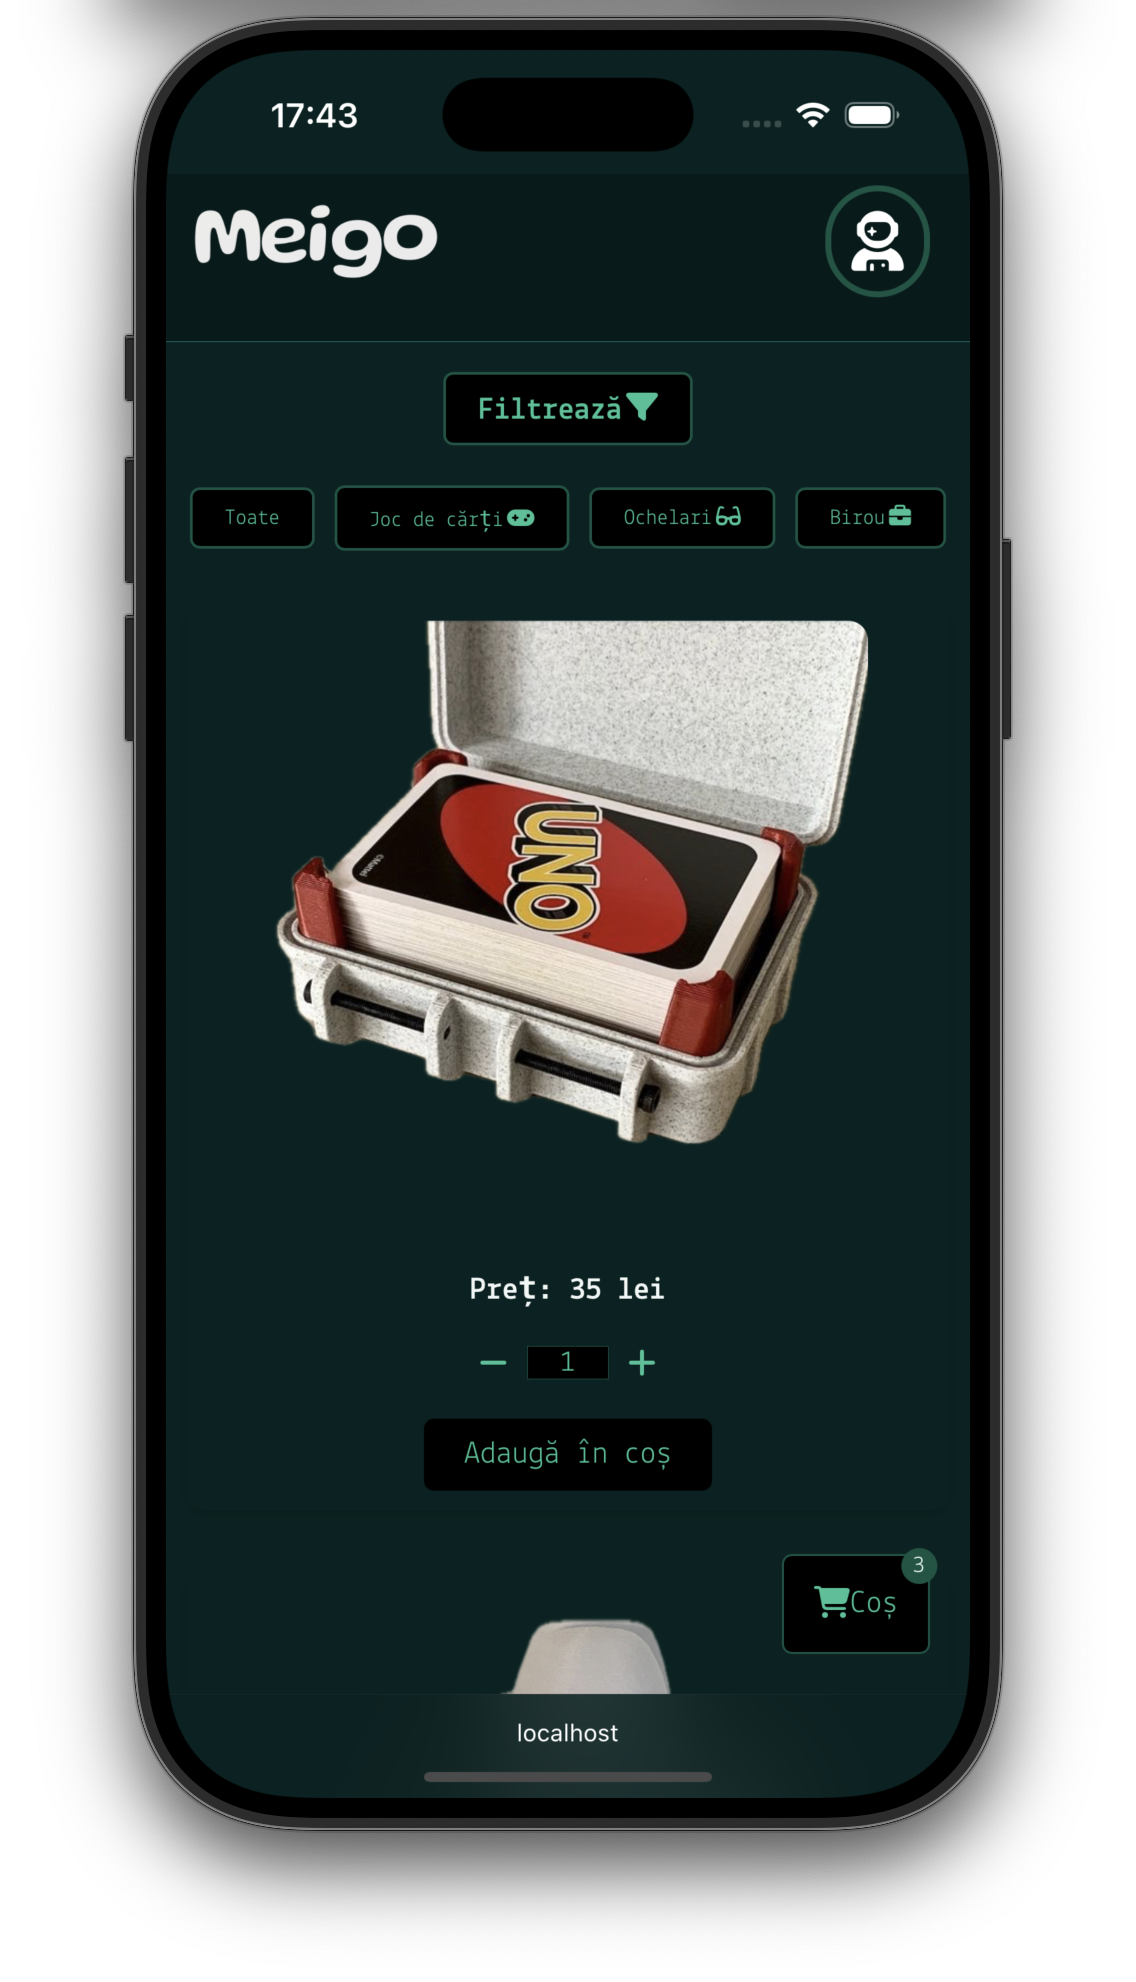 17:43
Meigo
Filtrează
Toate
Joc de cărți
Ochelari
Birou
UNO
©Mattel
Preț: 35 lei
1
Adaugă în coș
3
Coș
localhost